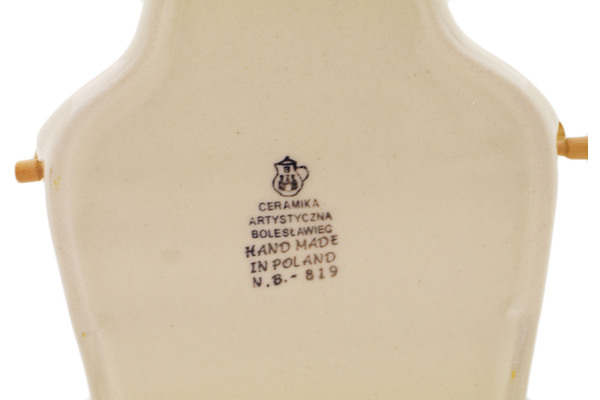 CERAMIKA
ARTYSTYCZNA
BOLESŁAWIEC
HAND MADE
IN POLAND
N.B.- 819